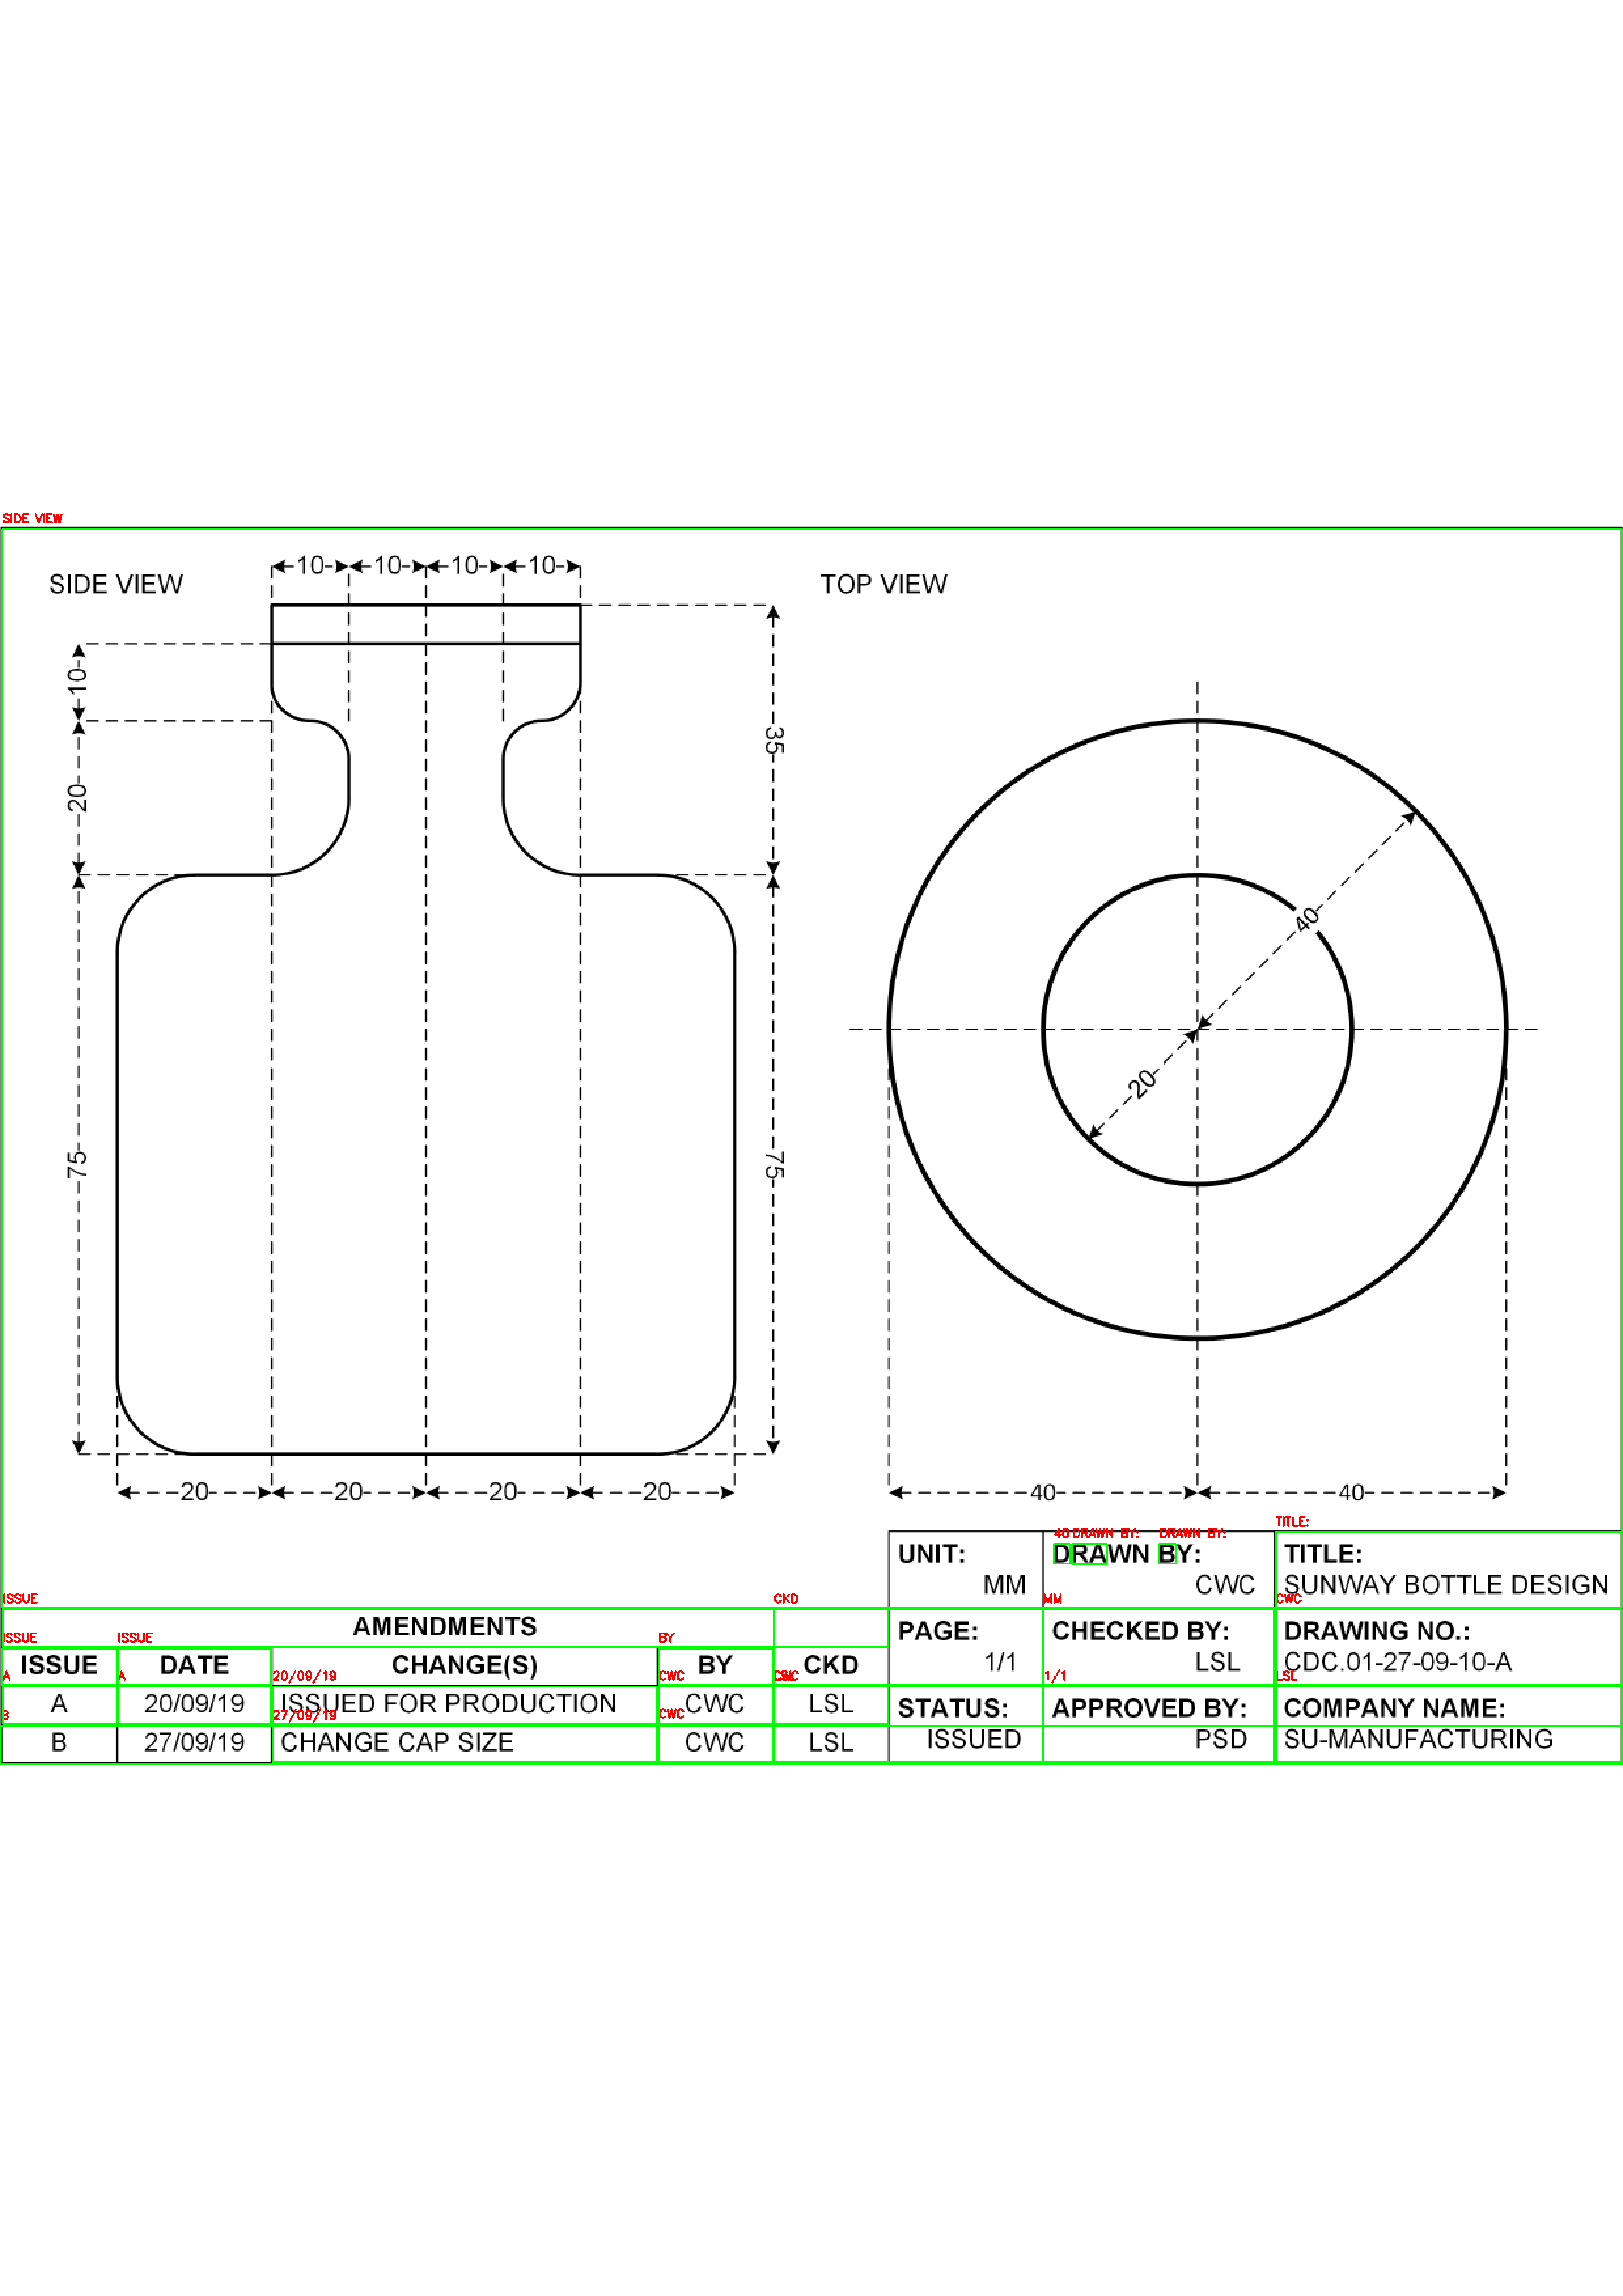 SIDE VIEW
10 10 10 10
SIDE VIEW
TOP VIEW
10
35
20
40
20
75
75
20 20 20 20
40 40
TITLE:
40 DRAWN BY: DRAWN BY:
UNIT: DRAWN BY: TITLE:
MM CWC SUNWAY BOTTLE DESIGN
ISSUE CKD MM CWC
AMENDMENTS
PAGE: CHECKED BY: DRAWING NO.:
ISSUE ISSUE BY
1/1 LSL CDC.01-27-09-10-A
ISSUE DATE CHANGE(S) BY CKD
A A 20/09/19 CWC 1/1 LSL
A 20/09/19 ISSUED FOR PRODUCTION CWC LSL
STATUS: APPROVED BY: COMPANY NAME:
B 27/09/19 CWC
ISSUED PSD SU-MANUFACTURING
B 27/09/19 CHANGE CAP SIZE CWC LSL